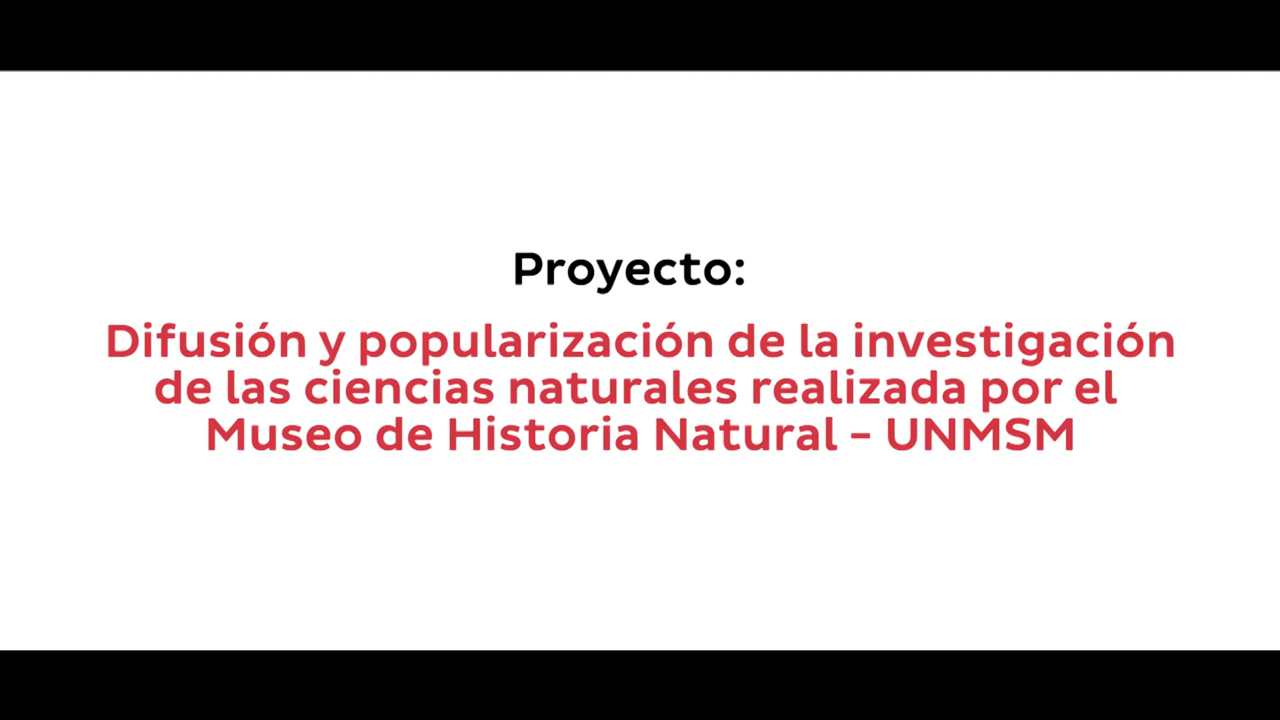 Proyecto:
Difusión y popularización de la investigación
de las ciencias naturales realizada por el
Museo de Historia Natural - UNMSM